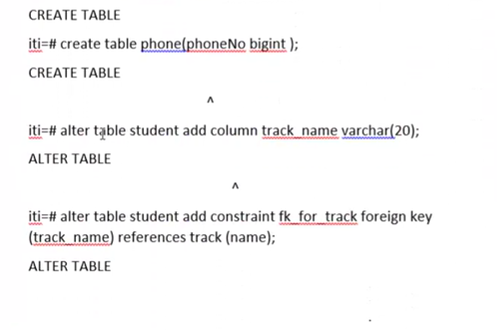 CREATE TABLE
iti=# create table phone(phoneNo bigint );
CREATE TABLE
^
iti=# alter table student add column track_name varchar(20);
ALTER TABLE
^
iti=# alter table student add constraint fk_for_track foreign key
(track_name) references track (name);
ALTER TABLE